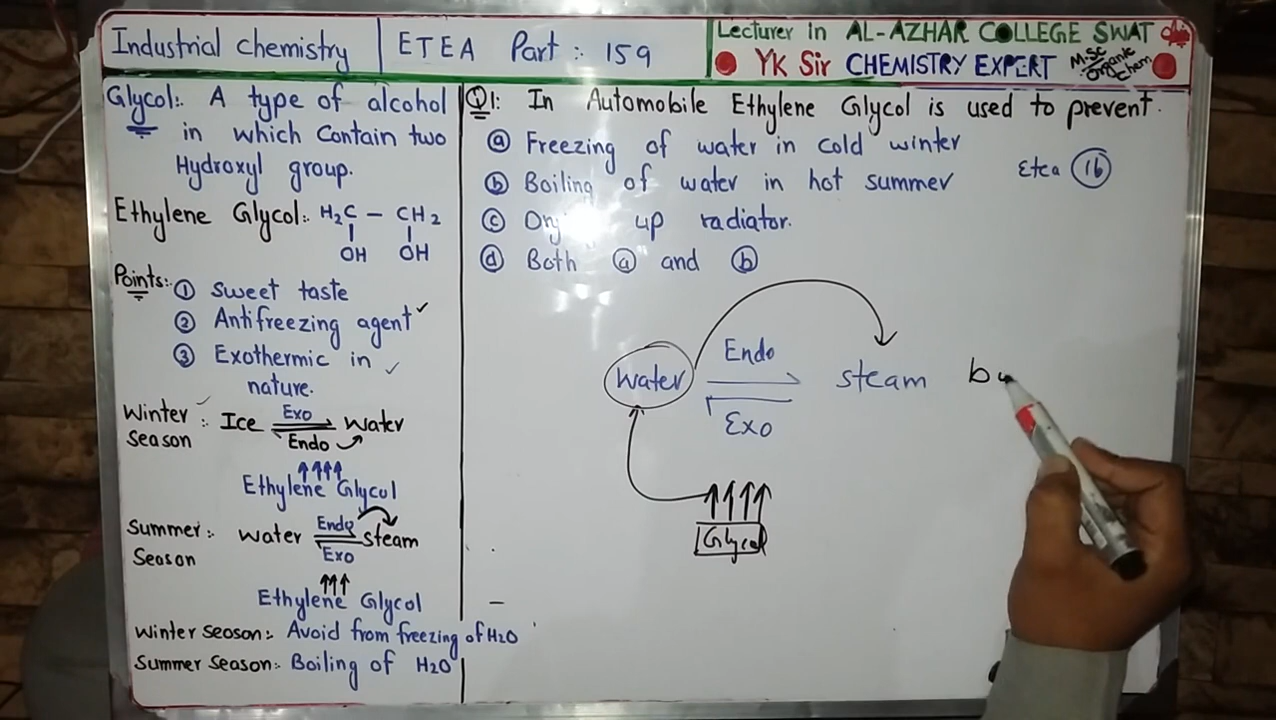 Industrial chemistry
ETEA Part :. 159
Lecturer in AL-AZHAR COLLEGE SWAT
YK Sir CHEMISTRY EXPERT
M.SC
Organic
Chem
Glycol:. A type of alcohol
in which Contain two
Hydroxyl group.
Ethylene Glycol:. H₂C – CH₂
OH OH
Points:.
① Sweet taste
② Antifreezing agent ✓
③ Exothermic in ✓
nature.
Winter :. Ice Exo Water
Season Endo
Ethylene Glycol
Summer:. Water Endo steam
Season Exo
Ethylene Glycol
Winter Season:. Avoid from freezing of H₂O
Summer Season:. Boiling of H₂O
Q1: In Automobile Ethylene Glycol is used to prevent.
ⓐ Freezing of water in cold winter
ⓑ Boiling of water in hot summer
Etea 16
ⓒ up radiator.
ⓓ Both ⓐ and ⓑ
Water Endo steam
Exo
Glycol